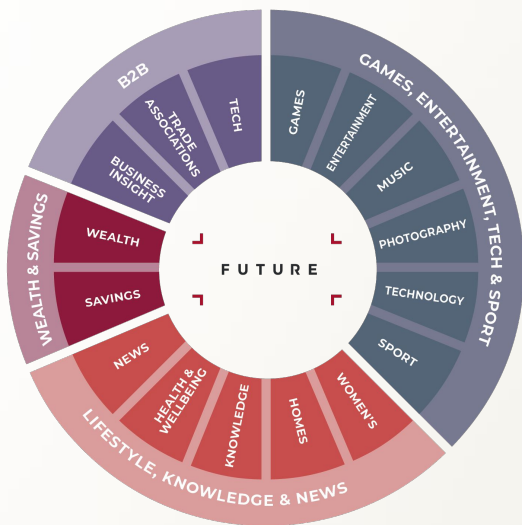 B2B
BUSINESS
INSIGHT
TRADE
ASSOCIATIONS
TECH
GAMES, ENTERTAINMENT, TECH & SPORT
GAMES
ENTERTAINMENT
MUSIC
PHOTOGRAPHY
TECHNOLOGY
SPORT
LIFESTYLE, KNOWLEDGE & NEWS
WOMEN'S
HOMES
KNOWLEDGE
HEALTH &
WELLBEING
NEWS
WEALTH & SAVINGS
SAVINGS
WEALTH
FUTURE